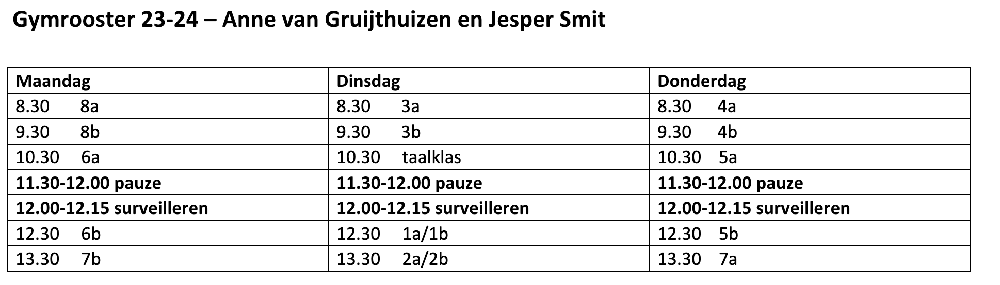 Gymrooster 23-24 – Anne van Gruijthuizen en Jesper Smit
Maandag Dinsdag Donderdag
8.30 8a 8.30 3a 8.30 4a
9.30 8b 9.30 3b 9.30 4b
10.30 6a 10.30 taalklas 10.30 5a
11.30-12.00 pauze 11.30-12.00 pauze 11.30-12.00 pauze
12.00-12.15 surveilleren 12.00-12.15 surveilleren 12.00-12.15 surveilleren
12.30 6b 12.30 1a/1b 12.30 5b
13.30 7b 13.30 2a/2b 13.30 7a